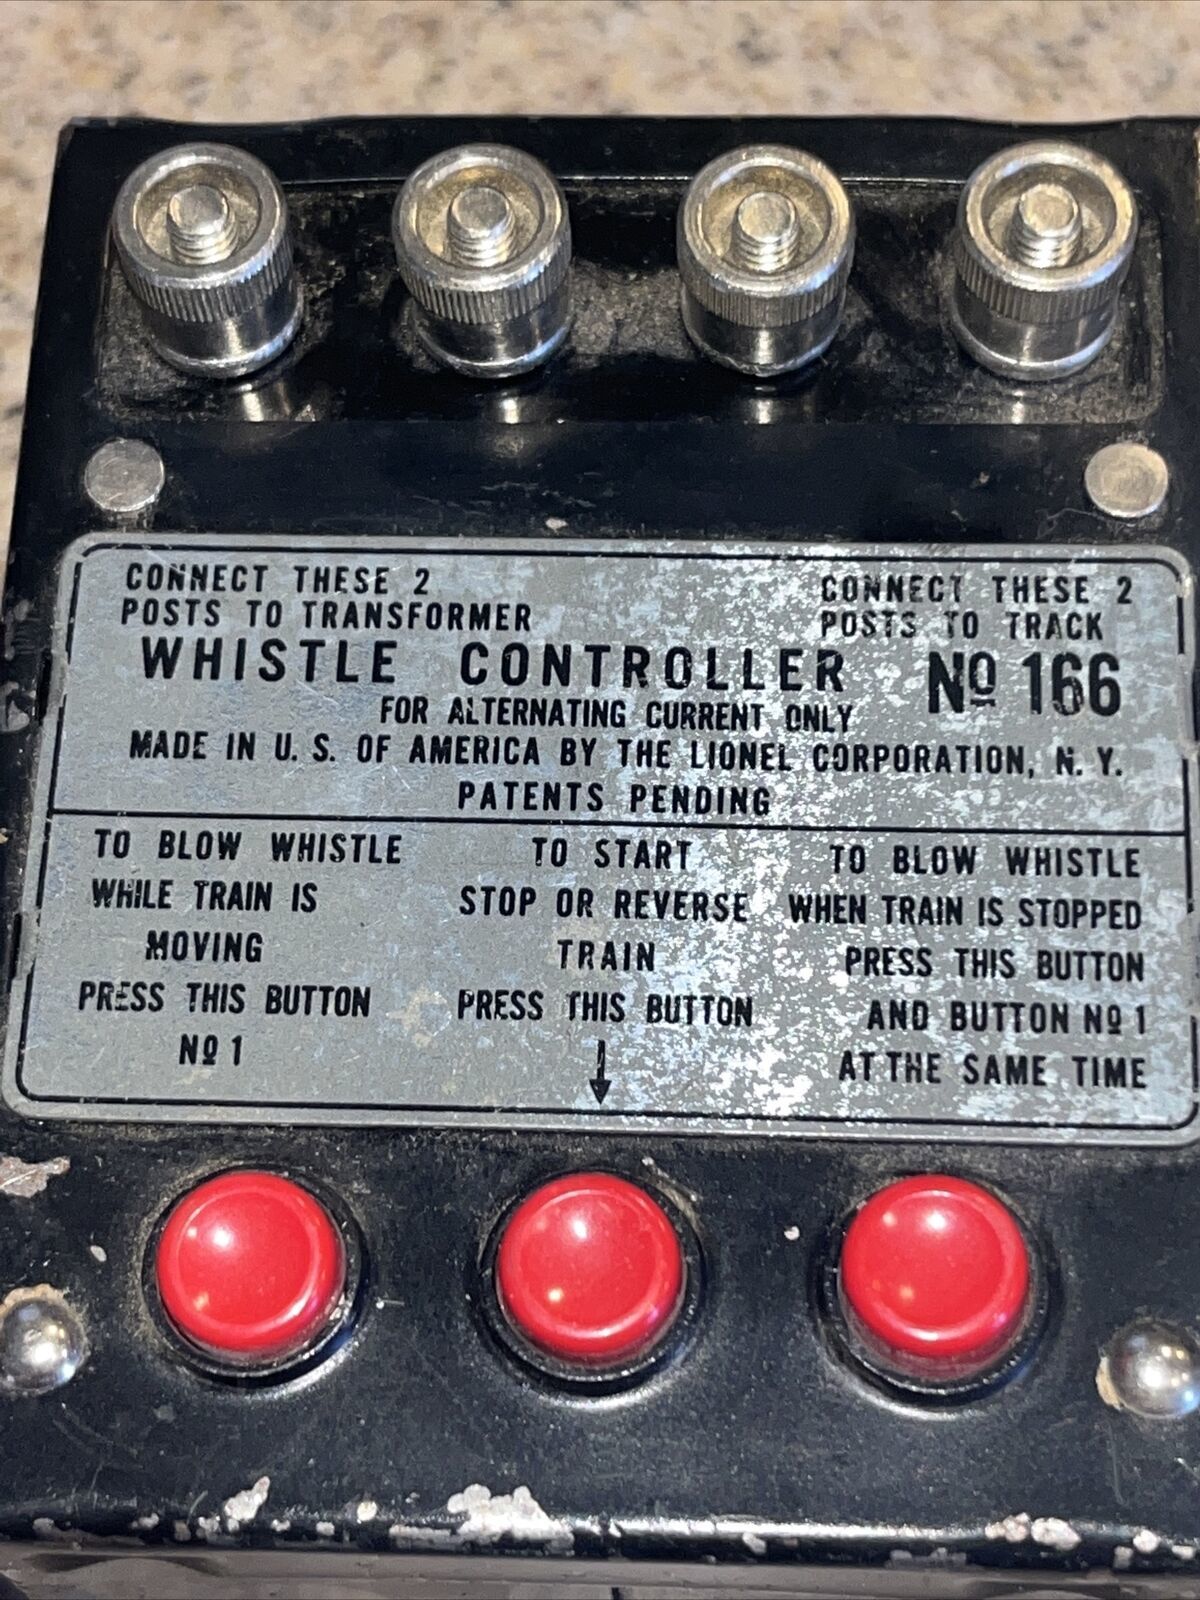 CONNECT THESE 2
POSTS TO TRANSFORMER
CONNECT THESE 2
POSTS TO TRACK
WHISTLE CONTROLLER Nº 166
FOR ALTERNATING CURRENT ONLY
MADE IN U. S. OF AMERICA BY THE LIONEL CORPORATION, N. Y.
PATENTS PENDING
TO BLOW WHISTLE
WHILE TRAIN IS
MOVING
PRESS THIS BUTTON
Nº 1
TO START
STOP OR REVERSE
TRAIN
PRESS THIS BUTTON
TO BLOW WHISTLE
WHEN TRAIN IS STOPPED
PRESS THIS BUTTON
AND BUTTON Nº 1
AT THE SAME TIME